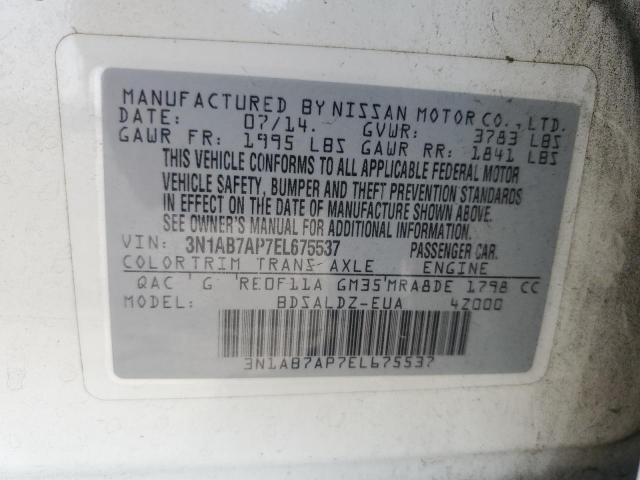 MANUFACTURED BY NISSAN MOTOR CO., LTD.
DATE: 07/14. GVWR: 3783 LBS
GAWR FR: 1995 LBS GAWR RR: 1841 LBS
THIS VEHICLE CONFORMS TO ALL APPLICABLE FEDERAL MOTOR
VEHICLE SAFETY, BUMPER AND THEFT PREVENTION STANDARDS
IN EFFECT ON THE DATE OF MANUFACTURE SHOWN ABOVE.
SEE OWNER'S MANUAL FOR ADDITIONAL INFORMATION.
VIN: 3N1AB7AP7EL675537 PASSENGER CAR.
COLOR TRIM TRANS AXLE ENGINE
QAC G RE0F11A GM35 MRA8DE 1798 CC
MODEL: BDSALDZ-EUA 4Z000
3N1AB7AP7EL675537